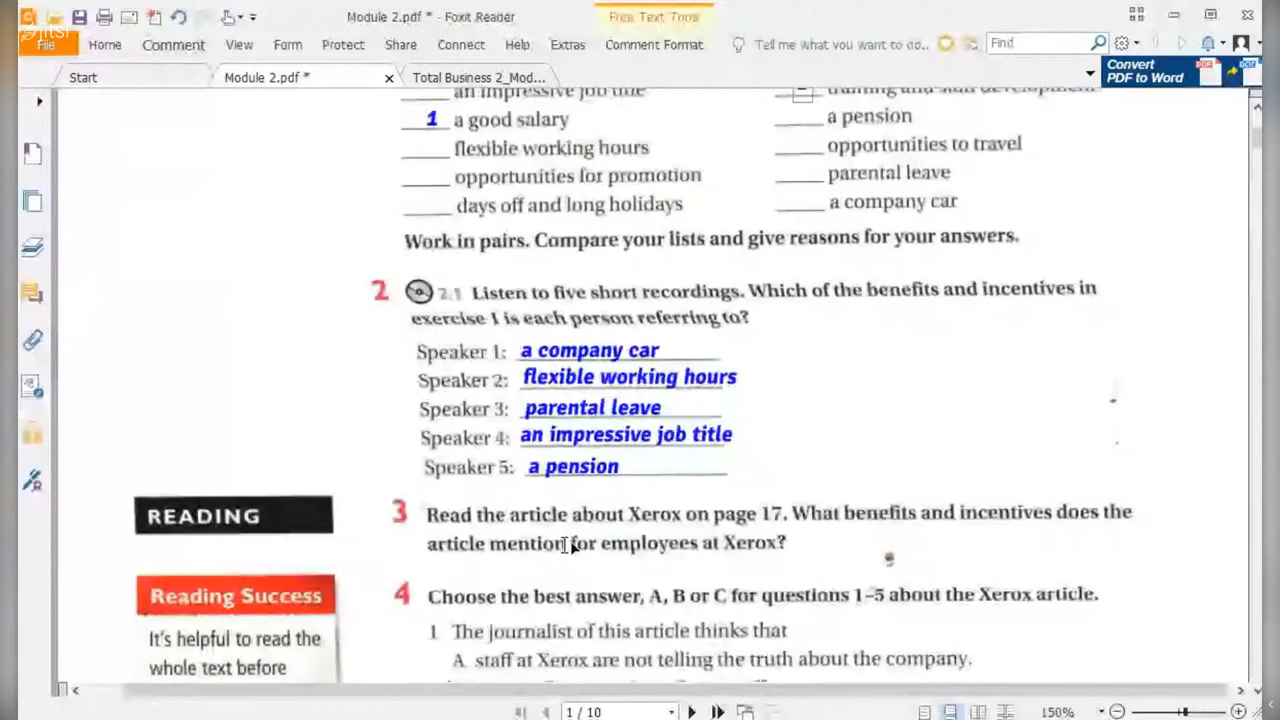 Jitsi
Module 2.pdf * - Foxit Reader
Free Text Tools
File Home Comment View Form Protect Share Connect Help Extras Comment Format Tell me what you want to do.. Find
Start Module 2.pdf * Total Business 2_Mod...
Convert
PDF to Word
an impressive job title
training and skill development
1 a good salary
a pension
flexible working hours
opportunities to travel
opportunities for promotion
parental leave
days off and long holidays
a company car
Work in pairs. Compare your lists and give reasons for your answers.
2 2.1 Listen to five short recordings. Which of the benefits and incentives in
exercise 1 is each person referring to?
Speaker 1: a company car
Speaker 2: flexible working hours
Speaker 3: parental leave
Speaker 4: an impressive job title
Speaker 5: a pension
READING
3 Read the article about Xerox on page 17. What benefits and incentives does the
article mention for employees at Xerox?
Reading Success
It's helpful to read the
whole text before
4 Choose the best answer, A, B or C for questions 1–5 about the Xerox article.
1 The journalist of this article thinks that
A staff at Xerox are not telling the truth about the company.
1 / 10
150%